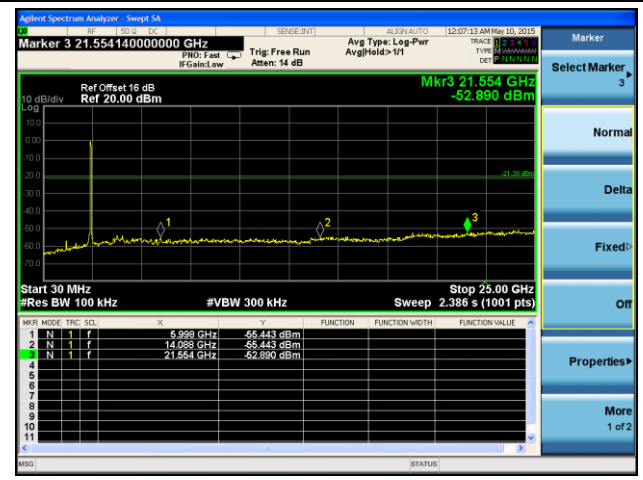 Agilent Spectrum Analyzer - Swept SA
RF 50 Ω DC SENSE:INT ALIGN AUTO 12:07:13 AM May 10, 2015
Marker 3 21.554140000000 GHz
PNO: Fast
IFGain:Low
Trig: Free Run
Atten: 14 dB
Avg Type: Log-Pwr
Avg|Hold:>1/1
TRACE 1 2 3 4 5 6
TYPE
DET P N N N N N
Marker
Select Marker
3
Normal
Delta
Fixed
Off
Properties
More
1 of 2
Mkr3 21.554 GHz
-52.890 dBm
Ref Offset 16 dB
10 dB/div Ref 20.00 dBm
Log
10.0
0.00
-10.0
-20.0
-30.0
-40.0
-50.0
-60.0
-70.0
1
2
3
Start 30 MHz Stop 25.00 GHz
#Res BW 100 kHz #VBW 300 kHz Sweep 2.386 s (1001 pts)
MKR MODE TRC SCL X Y FUNCTION FUNCTION WIDTH FUNCTION VALUE
1 N 1 f 5.998 GHz -55.443 dBm
2 N 1 f 14.088 GHz -55.443 dBm
3 N 1 f 21.554 GHz -52.890 dBm
4
5
6
7
8
9
10
11
MSG STATUS